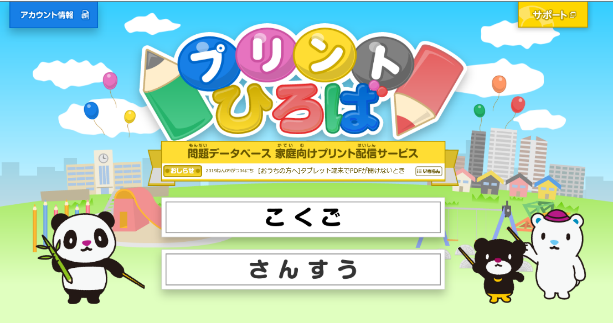 アカウント情報
サポート
プリント
ひろば
問題データベース 家庭向けプリント配信サービス
おしらせ
[おうちの方へ]タブレット端末でPDFが開けないとき
いちらん
こくご
さんすう